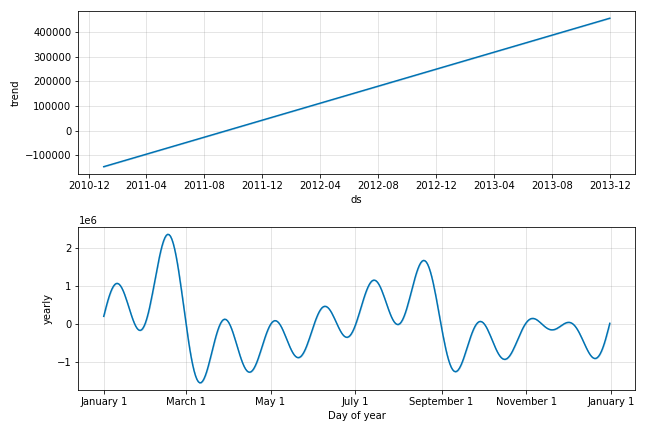 400000
300000
200000
100000
0
−100000
trend
2010-12 2011-04 2011-08 2011-12 2012-04 2012-08 2012-12 2013-04 2013-08 2013-12
ds
1e6
2
1
0
−1
yearly
January 1 March 1 May 1 July 1 September 1 November 1 January 1
Day of year